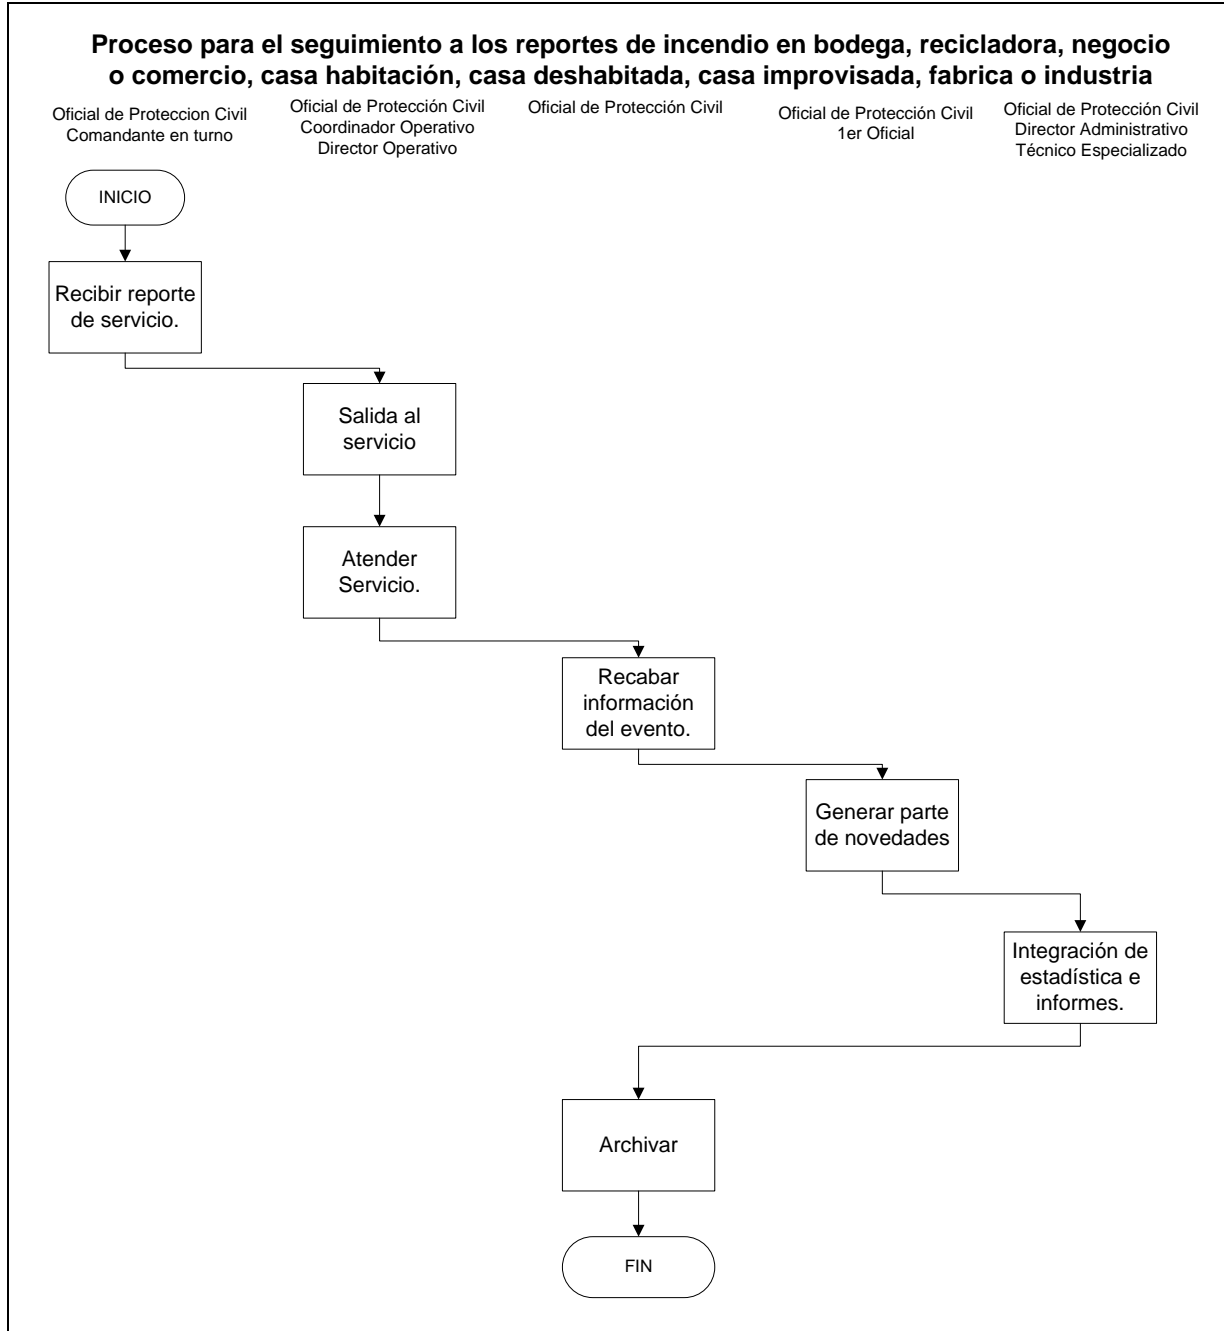 Proceso para el seguimiento a los reportes de incendio en bodega, recicladora, negocio
o comercio, casa habitación, casa deshabitada, casa improvisada, fabrica o industria
Oficial de Proteccion Civil
Comandante en turno
Oficial de Protección Civil
Coordinador Operativo
Director Operativo
Oficial de Protección Civil
Oficial de Protección Civil
1er Oficial
Oficial de Protección Civil
Director Administrativo
Técnico Especializado
INICIO
Recibir reporte
de servicio.
Salida al
servicio
Atender
Servicio.
Recabar
información
del evento.
Generar parte
de novedades
Integración de
estadística e
informes.
Archivar
FIN